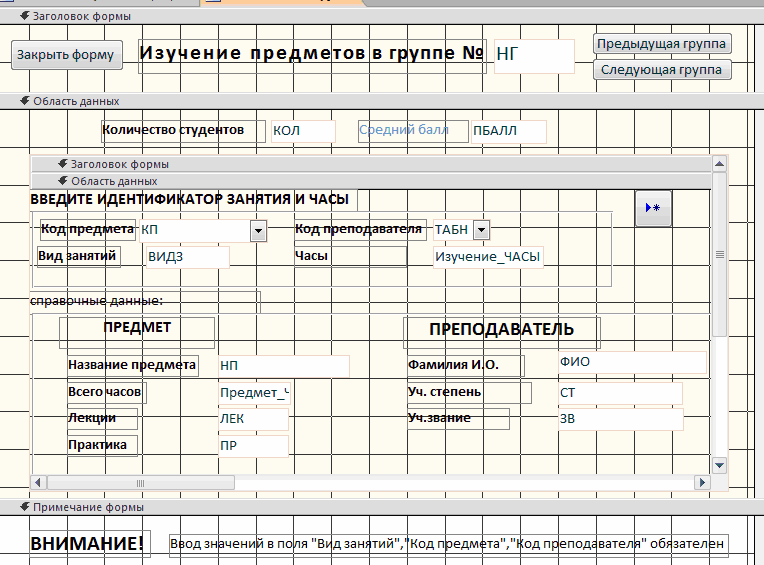 Заголовок формы
Закрыть форму
Изучение предметов в группе №
НГ
Предыдущая группа
Следующая группа
Область данных
Количество студентов
КОЛ
Средний балл
ПБАЛЛ
Заголовок формы
Область данных
ВВЕДИТЕ ИДЕНТИФИКАТОР ЗАНЯТИЯ И ЧАСЫ
Код предмета
КП
Код преподавателя
ТАБН
Вид занятий
ВИДЗ
Часы
Изучение_ЧАСЫ
справочные данные:
ПРЕДМЕТ
ПРЕПОДАВАТЕЛЬ
Название предмета
НП
Фамилия И.О.
ФИО
Всего часов
Предмет_Ч
Уч. степень
СТ
Лекции
ЛЕК
Уч.звание
ЗВ
Практика
ПР
Примечание формы
ВНИМАНИЕ!
Ввод значений в поля "Вид занятий","Код предмета","Код преподавателя" обязателен